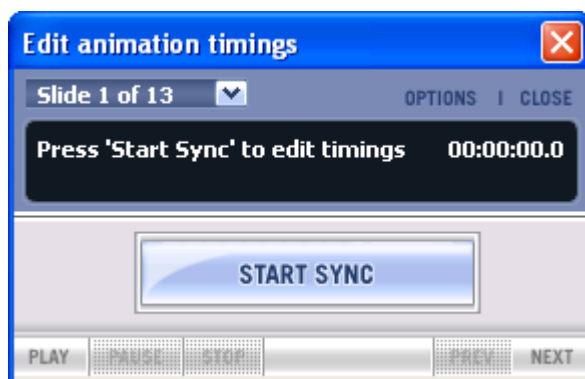 Edit animation timings
Slide 1 of 13
OPTIONS | CLOSE
Press 'Start Sync' to edit timings 00:00:00.0
START SYNC
PLAY PAUSE STOP PREV NEXT